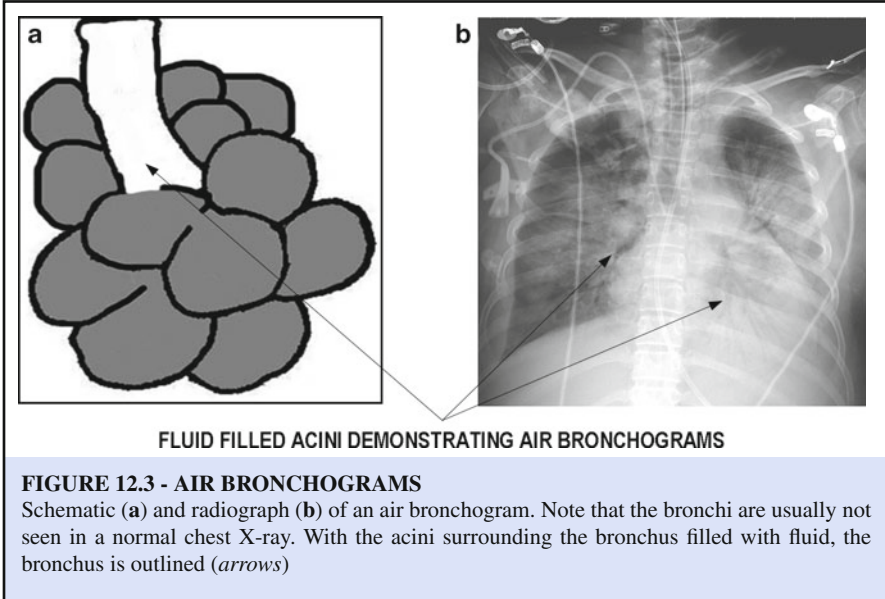 a
b
FLUID FILLED ACINI DEMONSTRATING AIR BRONCHOGRAMS
FIGURE 12.3 - AIR BRONCHOGRAMS
Schematic (a) and radiograph (b) of an air bronchogram. Note that the bronchi are usually not
seen in a normal chest X-ray. With the acini surrounding the bronchus filled with fluid, the
bronchus is outlined (arrows)